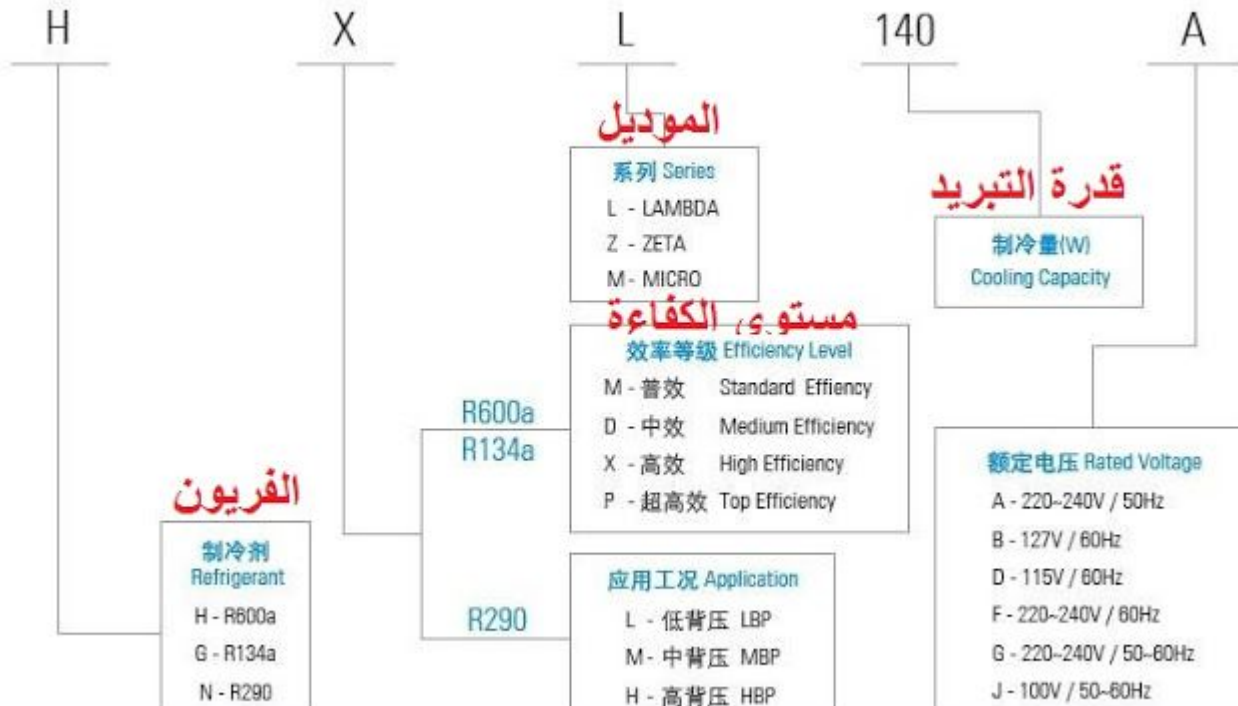 H X L 140 A
الموديل
系列 Series
L - LAMBDA
Z - ZETA
M - MICRO
قدرة التبريد
制冷量(W)
Cooling Capacity
مستوى الكفاءة
效率等级 Efficiency Level
M - 普效 Standard Effiency
D - 中效 Medium Efficiency
X - 高效 High Efficiency
P - 超高效 Top Efficiency
R600a
R134a
الفريون
制冷剂
Refrigerant
H - R600a
G - R134a
N - R290
R290
应用工况 Application
L - 低背压 LBP
M - 中背压 MBP
H - 高背压 HBP
额定电压 Rated Voltage
A - 220~240V / 50Hz
B - 127V / 60Hz
D - 115V / 60Hz
F - 220~240V / 60Hz
G - 220~240V / 50~60Hz
J - 100V / 50~60Hz